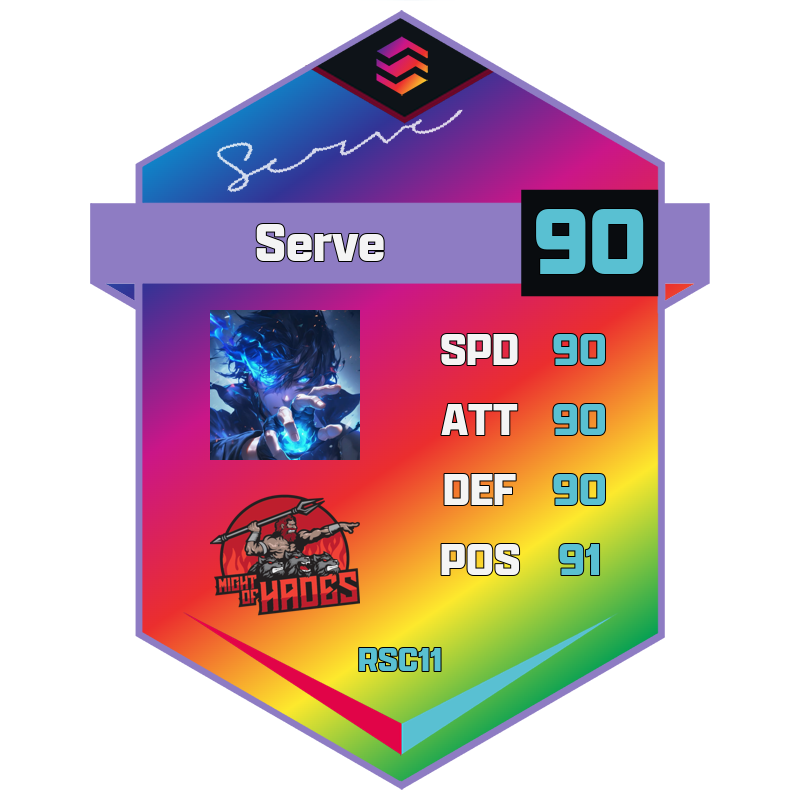 Serve
Serve 90
SPD 90
ATT 90
DEF 90
POS 91
MIGHT
OF HADES
RSC11